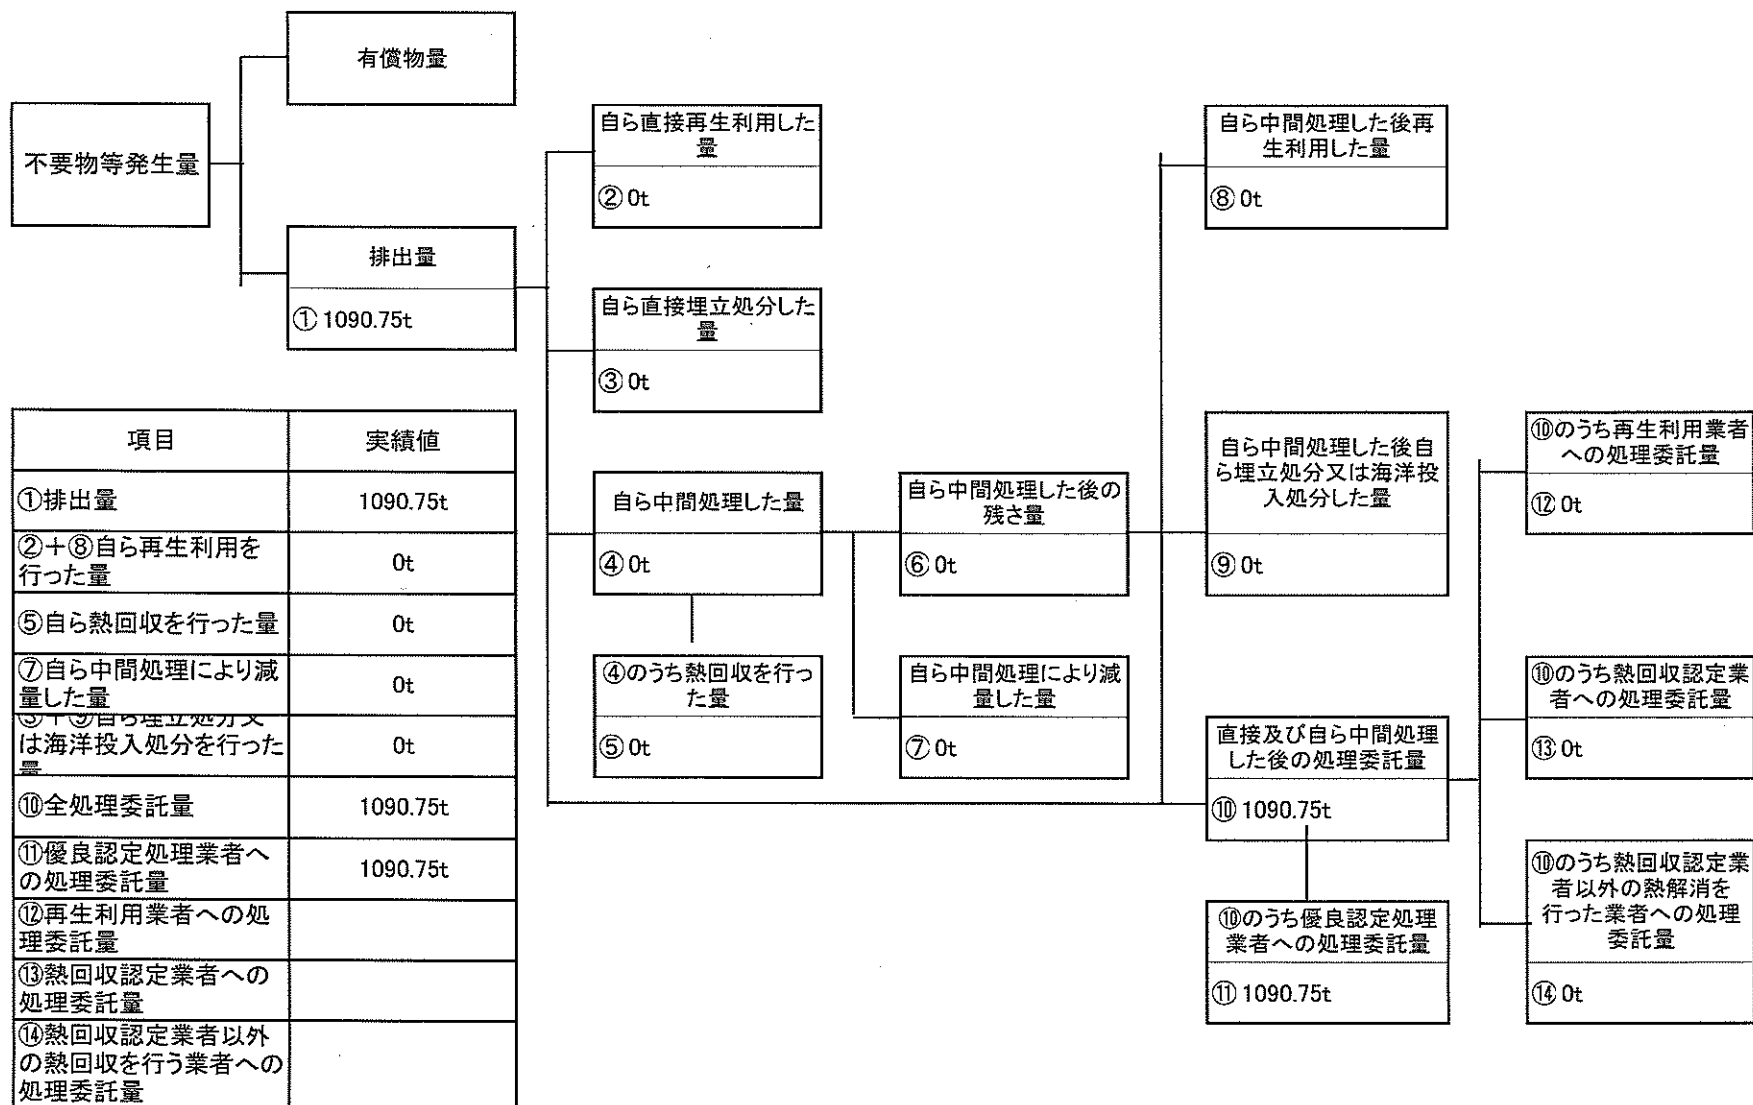 有償物量
不要物等発生量
排出量
① 1090.75t
自ら直接再生利用した
量
② 0t
自ら直接埋立処分した
量
③ 0t
自ら中間処理した量
④ 0t
④のうち熱回収を行っ
た量
⑤ 0t
自ら中間処理した後の
残さ量
⑥ 0t
自ら中間処理により減
量した量
⑦ 0t
自ら中間処理した後再
生利用した量
⑧ 0t
自ら中間処理した後自
ら埋立処分又は海洋投
入処分した量
⑨ 0t
直接及び自ら中間処理
した後の処理委託量
⑩ 1090.75t
⑩のうち優良認定処理
業者への処理委託量
⑪ 1090.75t
⑩のうち再生利用業者
への処理委託量
⑫ 0t
⑩のうち熱回収認定業
者への処理委託量
⑬ 0t
⑩のうち熱回収認定業
者以外の熱解消を
行った業者への処理
委託量
⑭ 0t
項目 実績値
①排出量 1090.75t
②＋⑧自ら再生利用を
行った量 0t
⑤自ら熱回収を行った量 0t
⑦自ら中間処理により減
量した量 0t
③＋⑨自ら埋立処分又
は海洋投入処分を行った
量 0t
⑩全処理委託量 1090.75t
⑪優良認定処理業者へ
の処理委託量 1090.75t
⑫再生利用業者への処
理委託量
⑬熱回収認定業者への
処理委託量
⑭熱回収認定業者以外
の熱回収を行う業者への
処理委託量